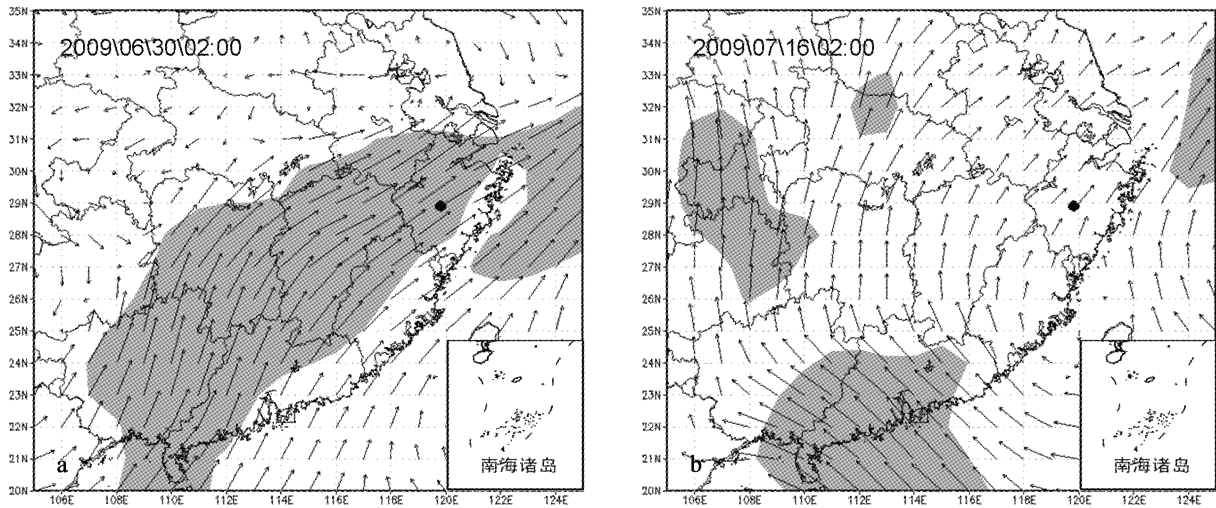 2009\06\30\02:00
35N
34N
33N
32N
31N
30N
29N
28N
27N
26N
25N
24N
23N
22N
21N
20N
a
南海诸岛
106E 108E 110E 112E 114E 116E 118E 120E 122E 124E
2009\07\16\02:00
35N
34N
33N
32N
31N
30N
29N
28N
27N
26N
25N
24N
23N
22N
21N
20N
b
南海诸岛
106E 108E 110E 112E 114E 116E 118E 120E 122E 124E